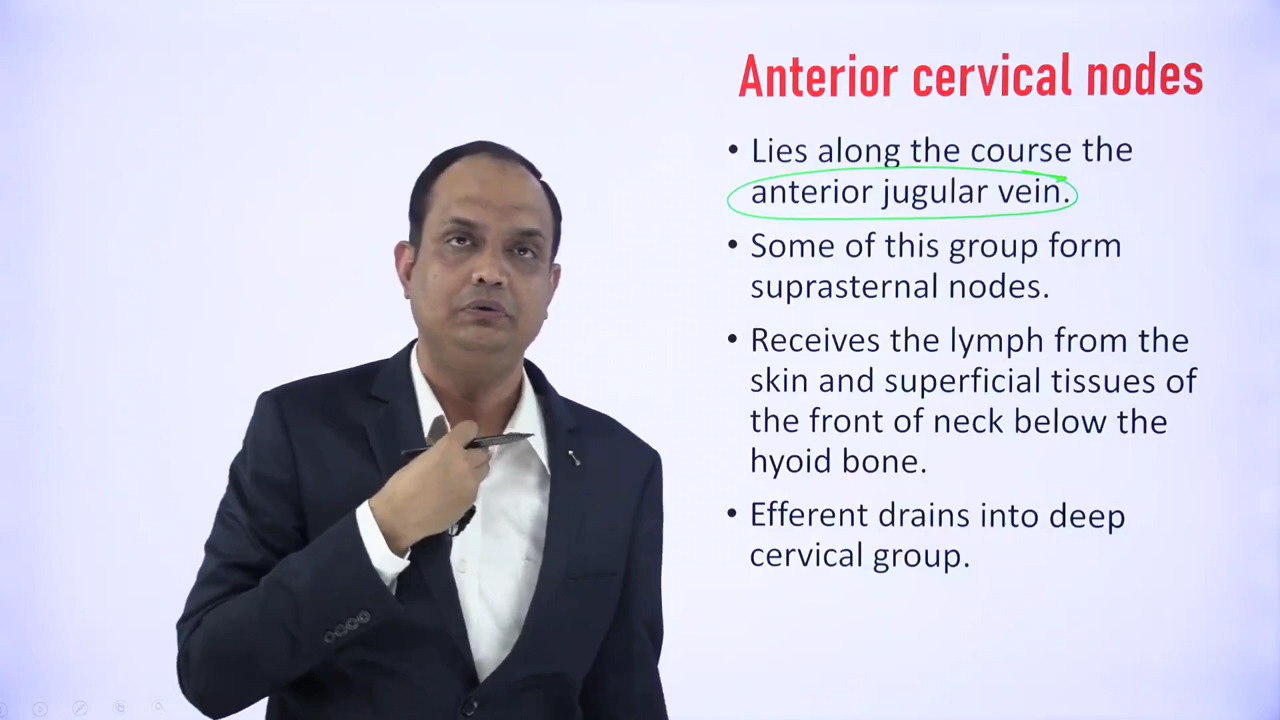 Anterior cervical nodes
• Lies along the course the
anterior jugular vein.
• Some of this group form
suprasternal nodes.
• Receives the lymph from the
skin and superficial tissues of
the front of neck below the
hyoid bone.
• Efferent drains into deep
cervical group.